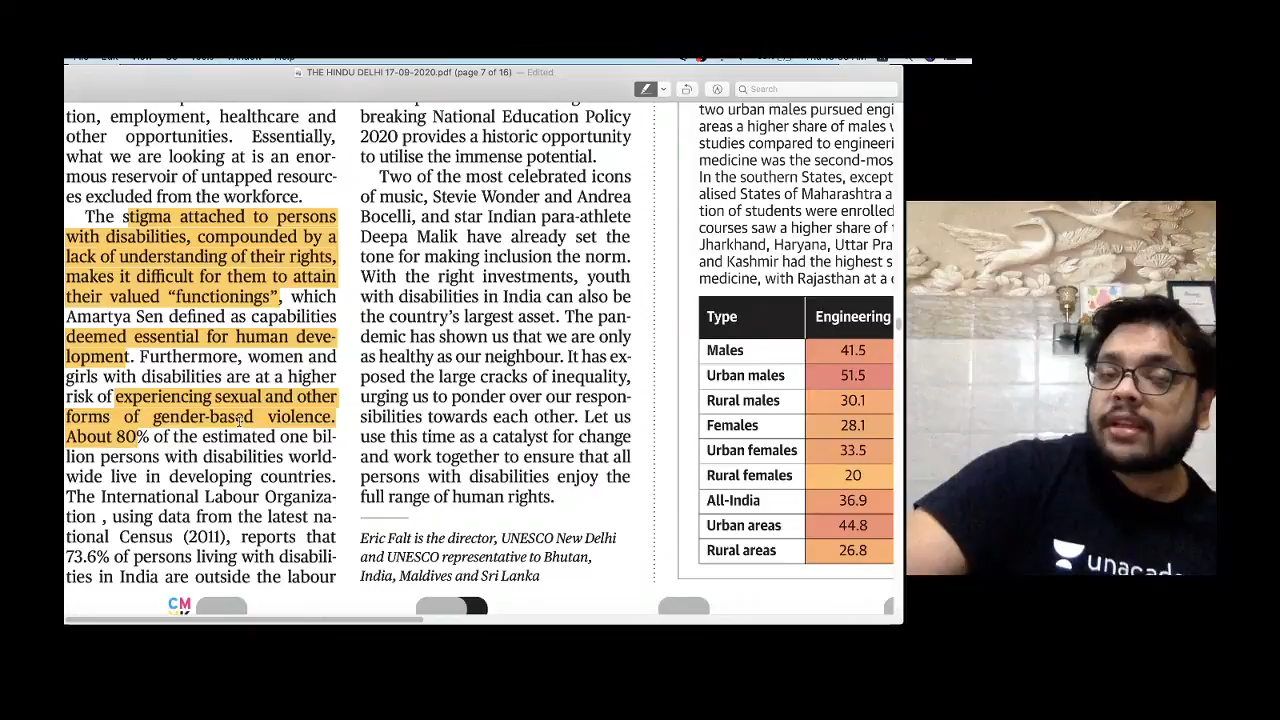 THE HINDU DELHI 17-09-2020.pdf (page 7 of 16) — Edited
Search
tion, employment, healthcare and
other opportunities. Essentially,
what we are looking at is an enor-
mous reservoir of untapped resourc-
es excluded from the workforce.
The stigma attached to persons
with disabilities, compounded by a
lack of understanding of their rights,
makes it difficult for them to attain
their valued “functionings”, which
Amartya Sen defined as capabilities
deemed essential for human deve-
lopment. Furthermore, women and
girls with disabilities are at a higher
risk of experiencing sexual and other
forms of gender-based violence.
About 80% of the estimated one bil-
lion persons with disabilities world-
wide live in developing countries.
The International Labour Organiza-
tion , using data from the latest na-
tional Census (2011), reports that
73.6% of persons living with disabili-
ties in India are outside the labour
breaking National Education Policy
2020 provides a historic opportunity
to utilise the immense potential.
Two of the most celebrated icons
of music, Stevie Wonder and Andrea
Bocelli, and star Indian para-athlete
Deepa Malik have already set the
tone for making inclusion the norm.
With the right investments, youth
with disabilities in India can also be
the country’s largest asset. The pan-
demic has shown us that we are only
as healthy as our neighbour. It has ex-
posed the large cracks of inequality,
urging us to ponder over our respon-
sibilities towards each other. Let us
use this time as a catalyst for change
and work together to ensure that all
persons with disabilities enjoy the
full range of human rights.
Eric Falt is the director, UNESCO New Delhi
and UNESCO representative to Bhutan,
India, Maldives and Sri Lanka
two urban males pursued engi
areas a higher share of males
studies compared to engineeri
medicine was the second-mos
In the southern States, except
alised States of Maharashtra a
tion of students were enrolled
courses saw a higher share of
Jharkhand, Haryana, Uttar Pra
and Kashmir had the highest s
medicine, with Rajasthan at a
Type Engineering
Males 41.5
Urban males 51.5
Rural males 30.1
Females 28.1
Urban females 33.5
Rural females 20
All-India 36.9
Urban areas 44.8
Rural areas 26.8
CM
unacad